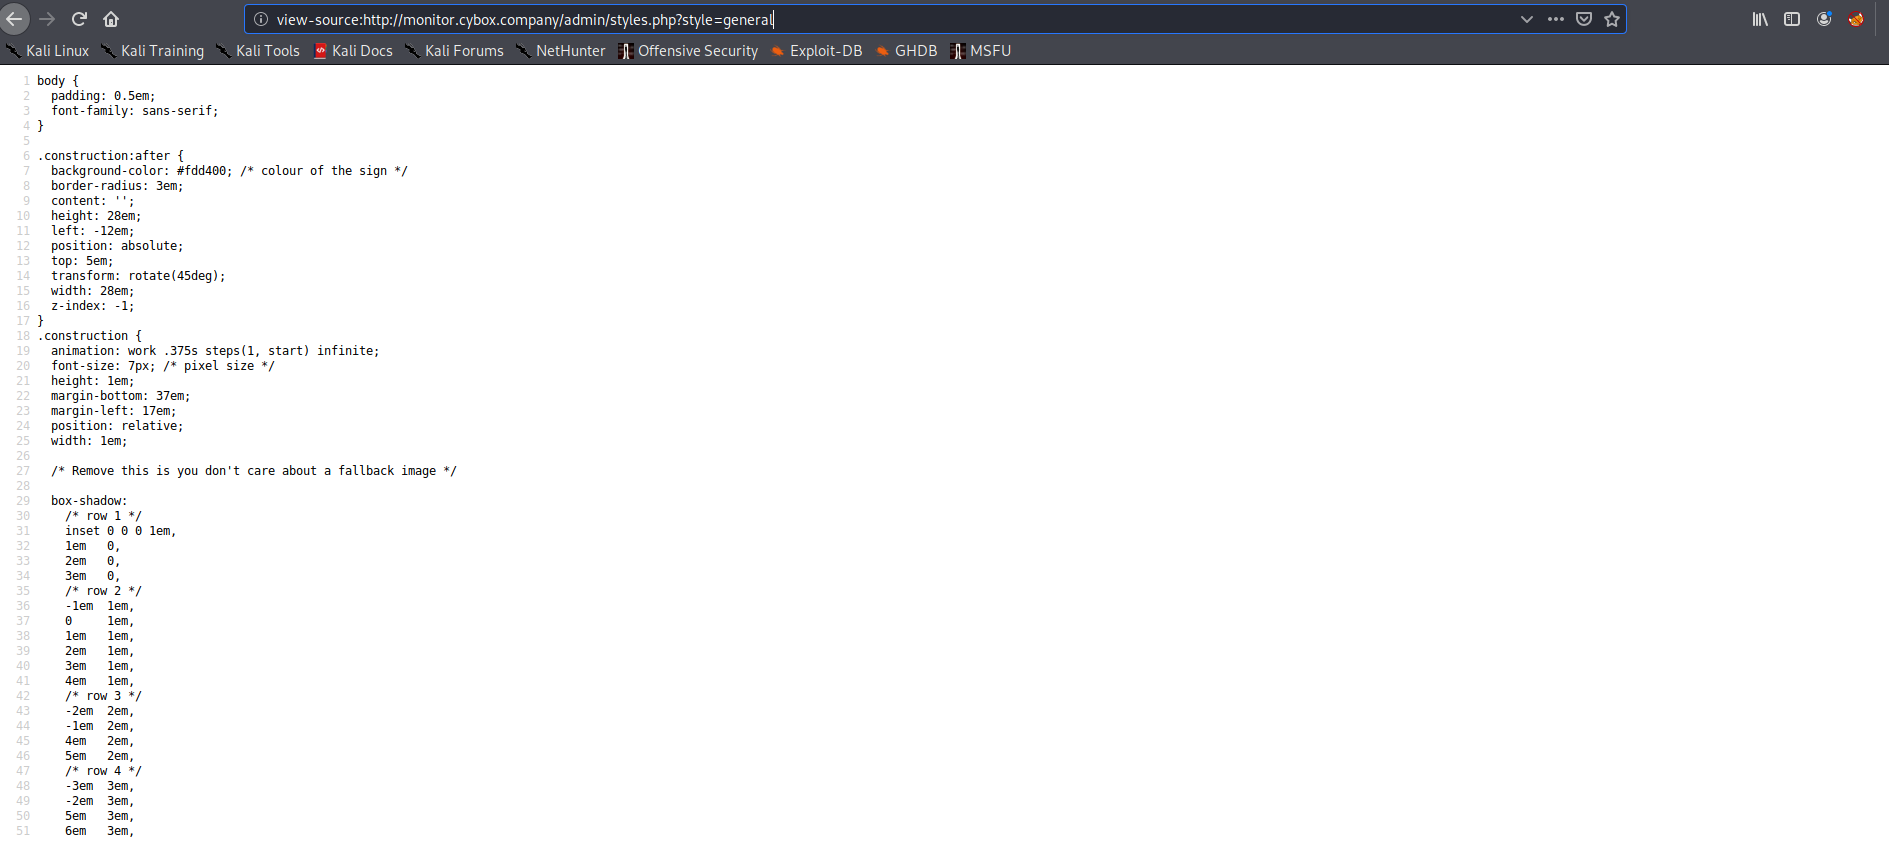 view-source:http://monitor.cybox.company/admin/styles.php?style=general
Kali Linux Kali Training Kali Tools Kali Docs Kali Forums NetHunter Offensive Security Exploit-DB GHDB MSFU
1 body {
2   padding: 0.5em;
3   font-family: sans-serif;
4 }
5
6 .construction:after {
7   background-color: #fdd400; /* colour of the sign */
8   border-radius: 3em;
9   content: '';
10   height: 28em;
11   left: -12em;
12   position: absolute;
13   top: 5em;
14   transform: rotate(45deg);
15   width: 28em;
16   z-index: -1;
17 }
18 .construction {
19   animation: work .375s steps(1, start) infinite;
20   font-size: 7px; /* pixel size */
21   height: 1em;
22   margin-bottom: 37em;
23   margin-left: 17em;
24   position: relative;
25   width: 1em;
26
27   /* Remove this is you don't care about a fallback image */
28
29   box-shadow:
30     /* row 1 */
31     inset 0 0 0 1em,
32     1em   0,
33     2em   0,
34     3em   0,
35     /* row 2 */
36     -1em  1em,
37     0     1em,
38     1em   1em,
39     2em   1em,
40     3em   1em,
41     4em   1em,
42     /* row 3 */
43     -2em  2em,
44     -1em  2em,
45     4em   2em,
46     5em   2em,
47     /* row 4 */
48     -3em  3em,
49     -2em  3em,
50     5em   3em,
51     6em   3em,